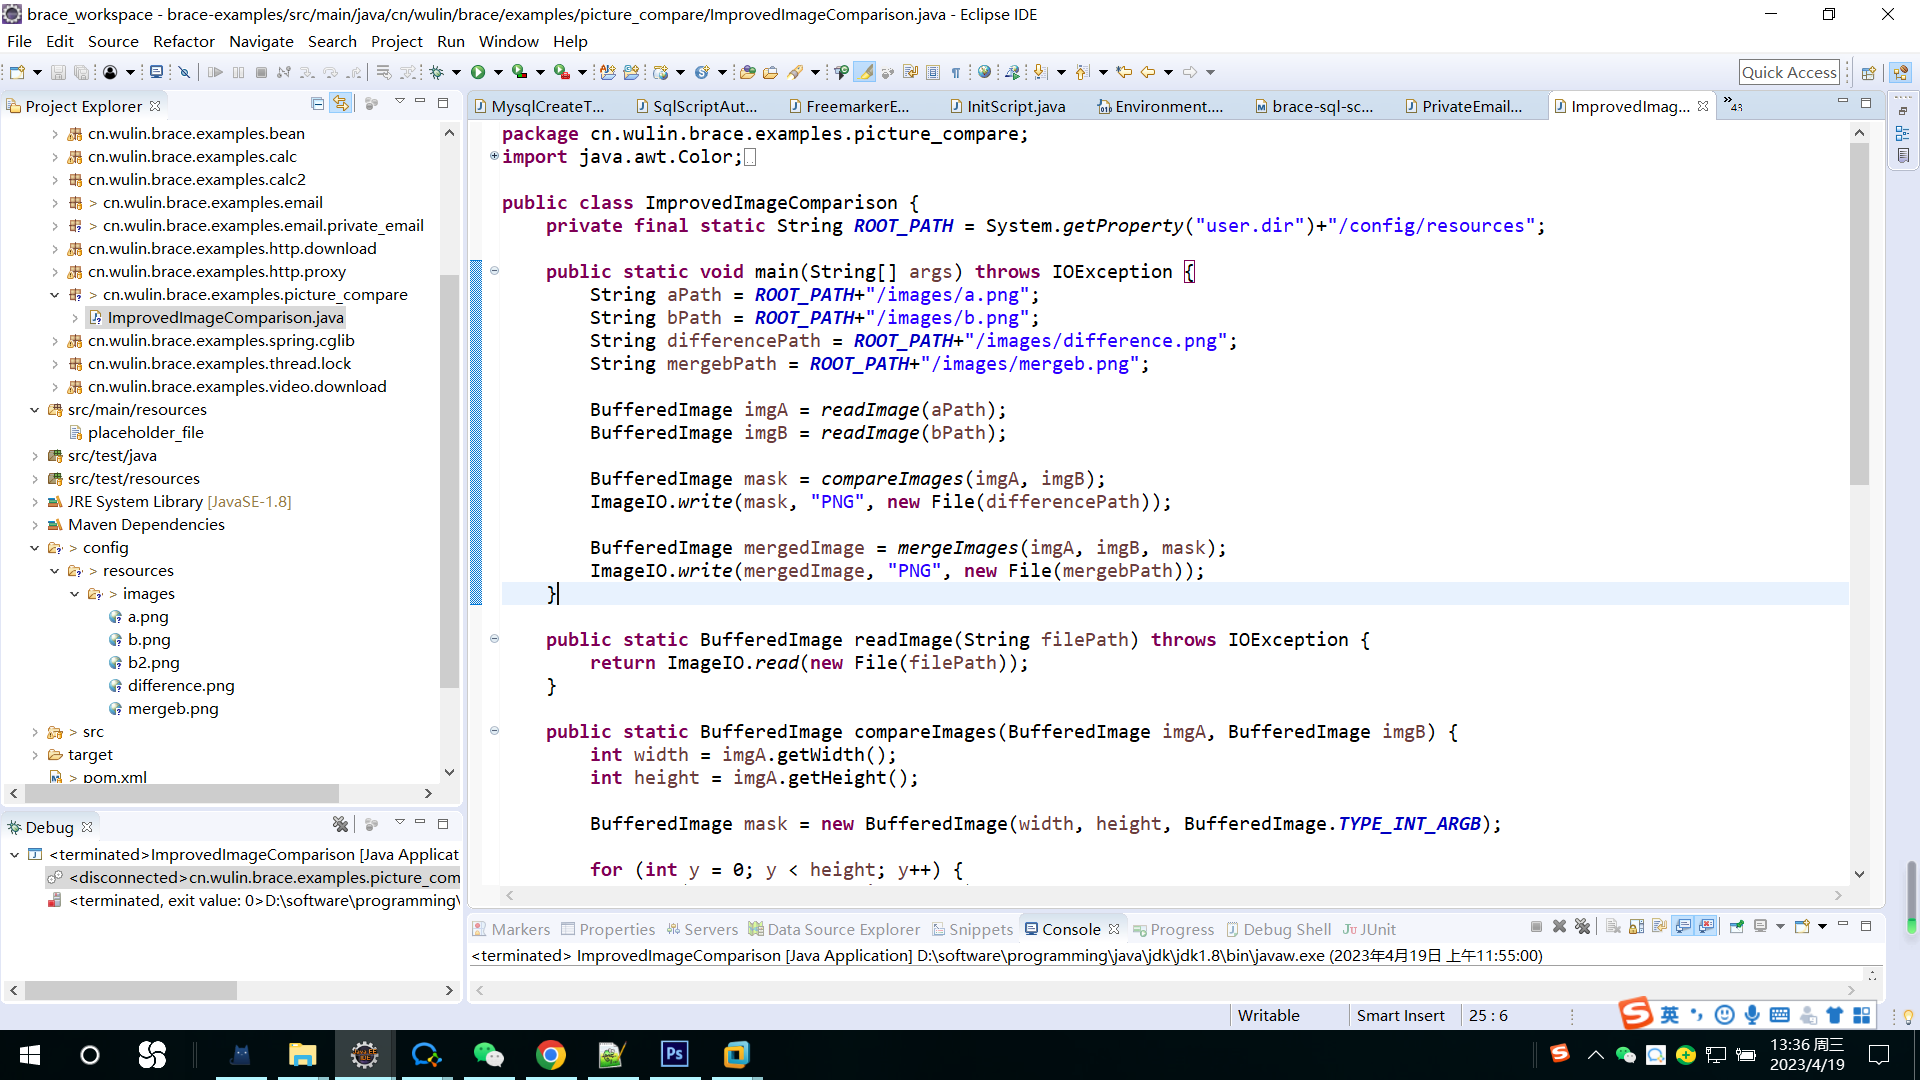 brace_workspace - brace-examples/src/main/java/cn/wulin/brace/examples/picture_compare/ImprovedImageComparison.java - Eclipse IDE
File Edit Source Refactor Navigate Search Project Run Window Help
Quick Access
Project Explorer
cn.wulin.brace.examples.bean
cn.wulin.brace.examples.calc
cn.wulin.brace.examples.calc2
> cn.wulin.brace.examples.email
> cn.wulin.brace.examples.email.private_email
cn.wulin.brace.examples.http.download
cn.wulin.brace.examples.http.proxy
> cn.wulin.brace.examples.picture_compare
ImprovedImageComparison.java
cn.wulin.brace.examples.spring.cglib
cn.wulin.brace.examples.thread.lock
cn.wulin.brace.examples.video.download
src/main/resources
placeholder_file
src/test/java
src/test/resources
JRE System Library [JavaSE-1.8]
Maven Dependencies
> config
> resources
> images
a.png
b.png
b2.png
difference.png
mergeb.png
> src
target
> pom.xml
Debug
<terminated>ImprovedImageComparison [Java Applicat
<disconnected>cn.wulin.brace.examples.picture_com
<terminated, exit value: 0>D:\software\programming\
MysqlCreateT... SqlScriptAut... FreemarkerE... InitScript.java Environment.... brace-sql-sc... PrivateEmail... ImprovedImag... »43
package cn.wulin.brace.examples.picture_compare;
import java.awt.Color;
public class ImprovedImageComparison {
private final static String ROOT_PATH = System.getProperty("user.dir")+"/config/resources";
public static void main(String[] args) throws IOException {
String aPath = ROOT_PATH+"/images/a.png";
String bPath = ROOT_PATH+"/images/b.png";
String differencePath = ROOT_PATH+"/images/difference.png";
String mergebPath = ROOT_PATH+"/images/mergeb.png";
BufferedImage imgA = readImage(aPath);
BufferedImage imgB = readImage(bPath);
BufferedImage mask = compareImages(imgA, imgB);
ImageIO.write(mask, "PNG", new File(differencePath));
BufferedImage mergedImage = mergeImages(imgA, imgB, mask);
ImageIO.write(mergedImage, "PNG", new File(mergebPath));
}
public static BufferedImage readImage(String filePath) throws IOException {
return ImageIO.read(new File(filePath));
}
public static BufferedImage compareImages(BufferedImage imgA, BufferedImage imgB) {
int width = imgA.getWidth();
int height = imgA.getHeight();
BufferedImage mask = new BufferedImage(width, height, BufferedImage.TYPE_INT_ARGB);
for (int y = 0; y < height; y++) {
Markers Properties Servers Data Source Explorer Snippets Console Progress Debug Shell JUnit
<terminated> ImprovedImageComparison [Java Application] D:\software\programming\java\jdk\jdk1.8\bin\javaw.exe (2023年4月19日 上午11:55:00)
Writable Smart Insert 25 : 6
英
13:36 周三
2023/4/19